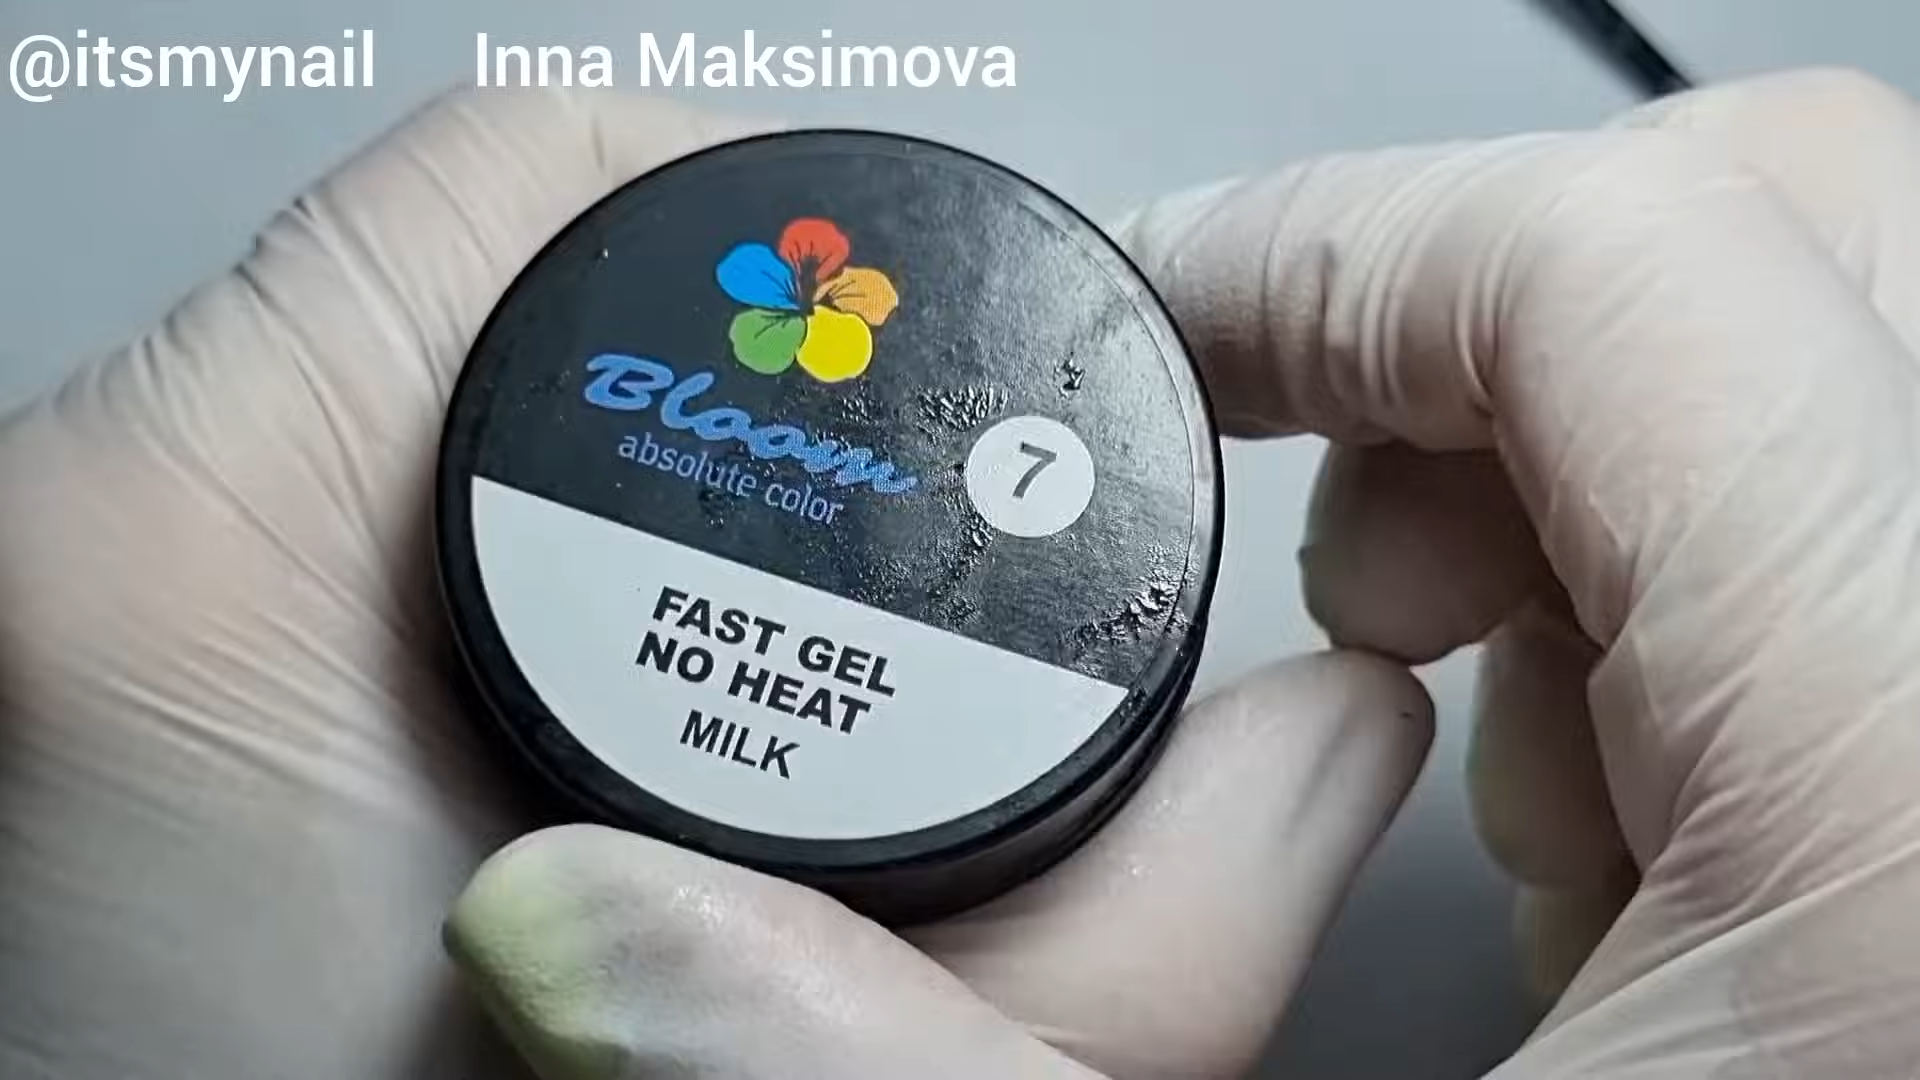 @itsmynail Inna Maksimova
Bloom
absolute color
7
FAST GEL
NO HEAT
MILK